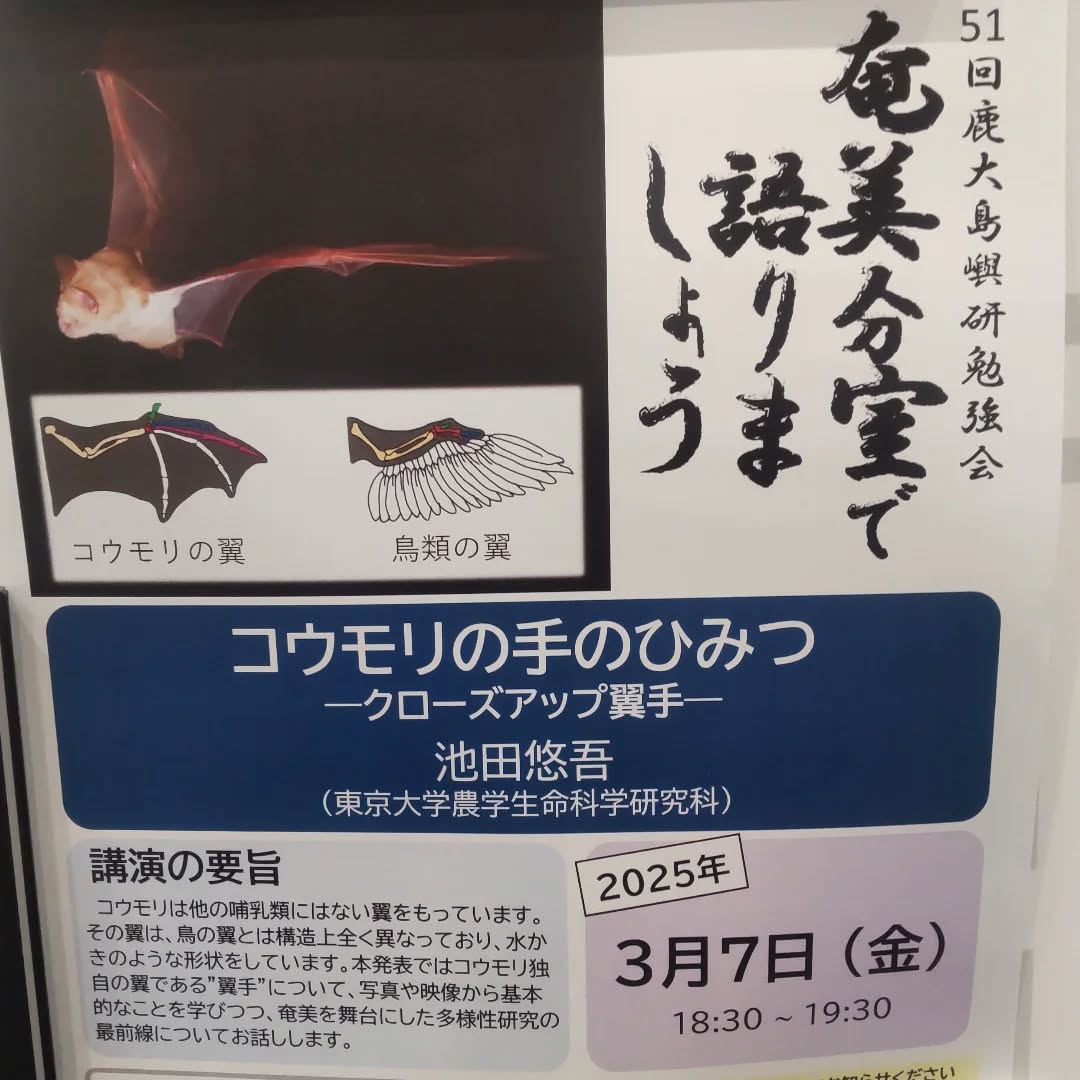 51回鹿大島嶼研勉強会
奄美分室で
語りま
しょう
コウモリの翼
鳥類の翼
コウモリの手のひみつ
―クローズアップ翼手―
池田悠吾
（東京大学農学生命科学研究科）
講演の要旨
コウモリは他の哺乳類にはない翼をもっています。
その翼は、鳥の翼とは構造上全く異なっており、水か
きのような形状をしています。本発表ではコウモリ独
自の翼である”翼手”について、写真や映像から基本
的なことを学びつつ、奄美を舞台にした多様性研究の
最前線についてお話しします。
2025年
3月7日（金）
18:30 ~ 19:30